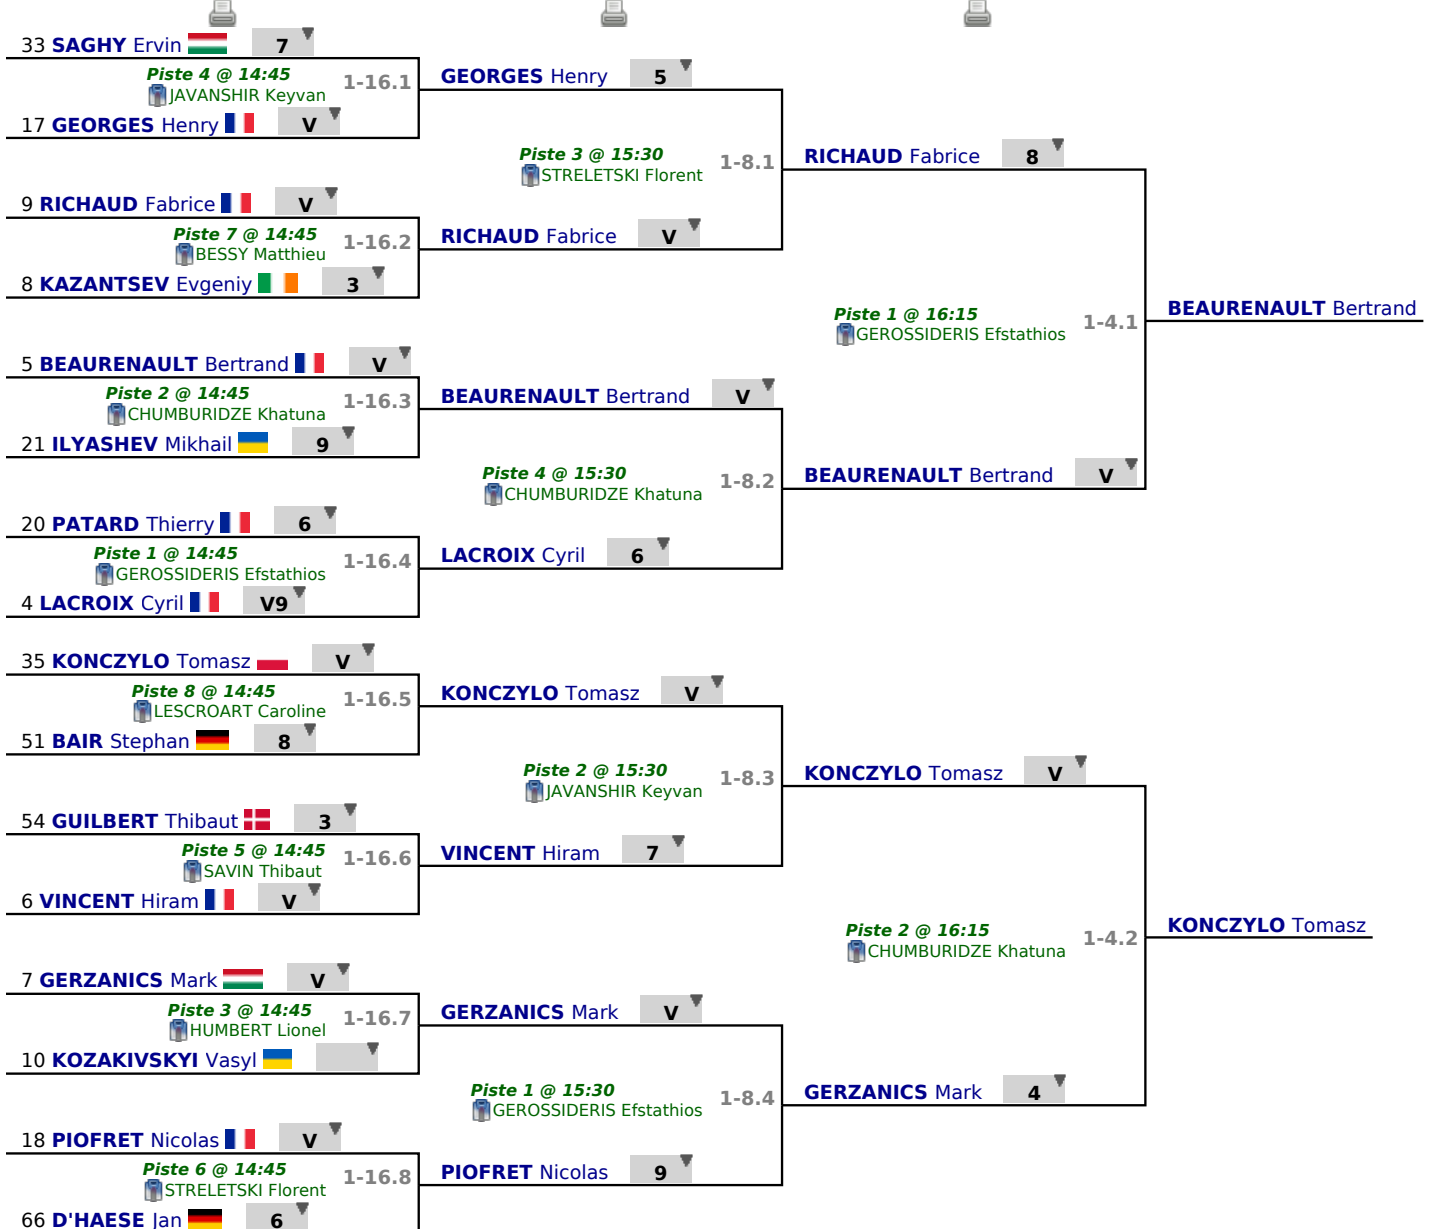 33 SAGHY Ervin 7
Piste 4 @ 14:45
JAVANSHIR Keyvan
1-16.1
17 GEORGES Henry V
9 RICHAUD Fabrice V
Piste 7 @ 14:45
BESSY Matthieu
1-16.2
8 KAZANTSEV Evgeniy 3
5 BEAURENAULT Bertrand V
Piste 2 @ 14:45
CHUMBURIDZE Khatuna
1-16.3
21 ILYASHEV Mikhail 9
20 PATARD Thierry 6
Piste 1 @ 14:45
GEROSSIDERIS Efstathios
1-16.4
4 LACROIX Cyril V9
35 KONCZYLO Tomasz V
Piste 8 @ 14:45
LESCROART Caroline
1-16.5
51 BAIR Stephan 8
54 GUILBERT Thibaut 3
Piste 5 @ 14:45
SAVIN Thibaut
1-16.6
6 VINCENT Hiram V
7 GERZANICS Mark V
Piste 3 @ 14:45
HUMBERT Lionel
1-16.7
10 KOZAKIVSKYI Vasyl
18 PIOFRET Nicolas V
Piste 6 @ 14:45
STRELETSKI Florent
1-16.8
66 D'HAESE Jan 6
GEORGES Henry 5
Piste 3 @ 15:30
STRELETSKI Florent
1-8.1
RICHAUD Fabrice V
BEAURENAULT Bertrand V
Piste 4 @ 15:30
CHUMBURIDZE Khatuna
1-8.2
LACROIX Cyril 6
KONCZYLO Tomasz V
Piste 2 @ 15:30
JAVANSHIR Keyvan
1-8.3
VINCENT Hiram 7
GERZANICS Mark V
Piste 1 @ 15:30
GEROSSIDERIS Efstathios
1-8.4
PIOFRET Nicolas 9
RICHAUD Fabrice 8
Piste 1 @ 16:15
GEROSSIDERIS Efstathios
1-4.1
BEAURENAULT Bertrand V
KONCZYLO Tomasz V
Piste 2 @ 16:15
CHUMBURIDZE Khatuna
1-4.2
GERZANICS Mark 4
BEAURENAULT Bertrand
KONCZYLO Tomasz